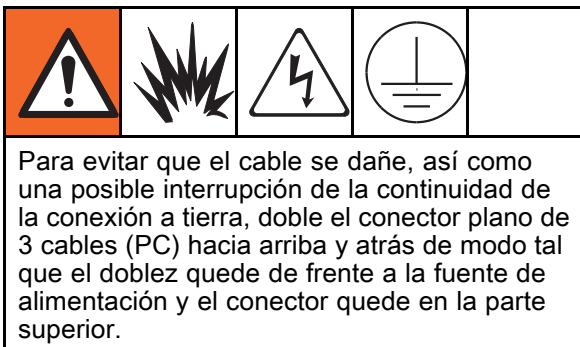 Para evitar que el cable se dañe, así como
una posible interrupción de la continuidad de
la conexión a tierra, doble el conector plano de
3 cables (PC) hacia arriba y atrás de modo tal
que el doblez quede de frente a la fuente de
alimentación y el conector quede en la parte
superior.